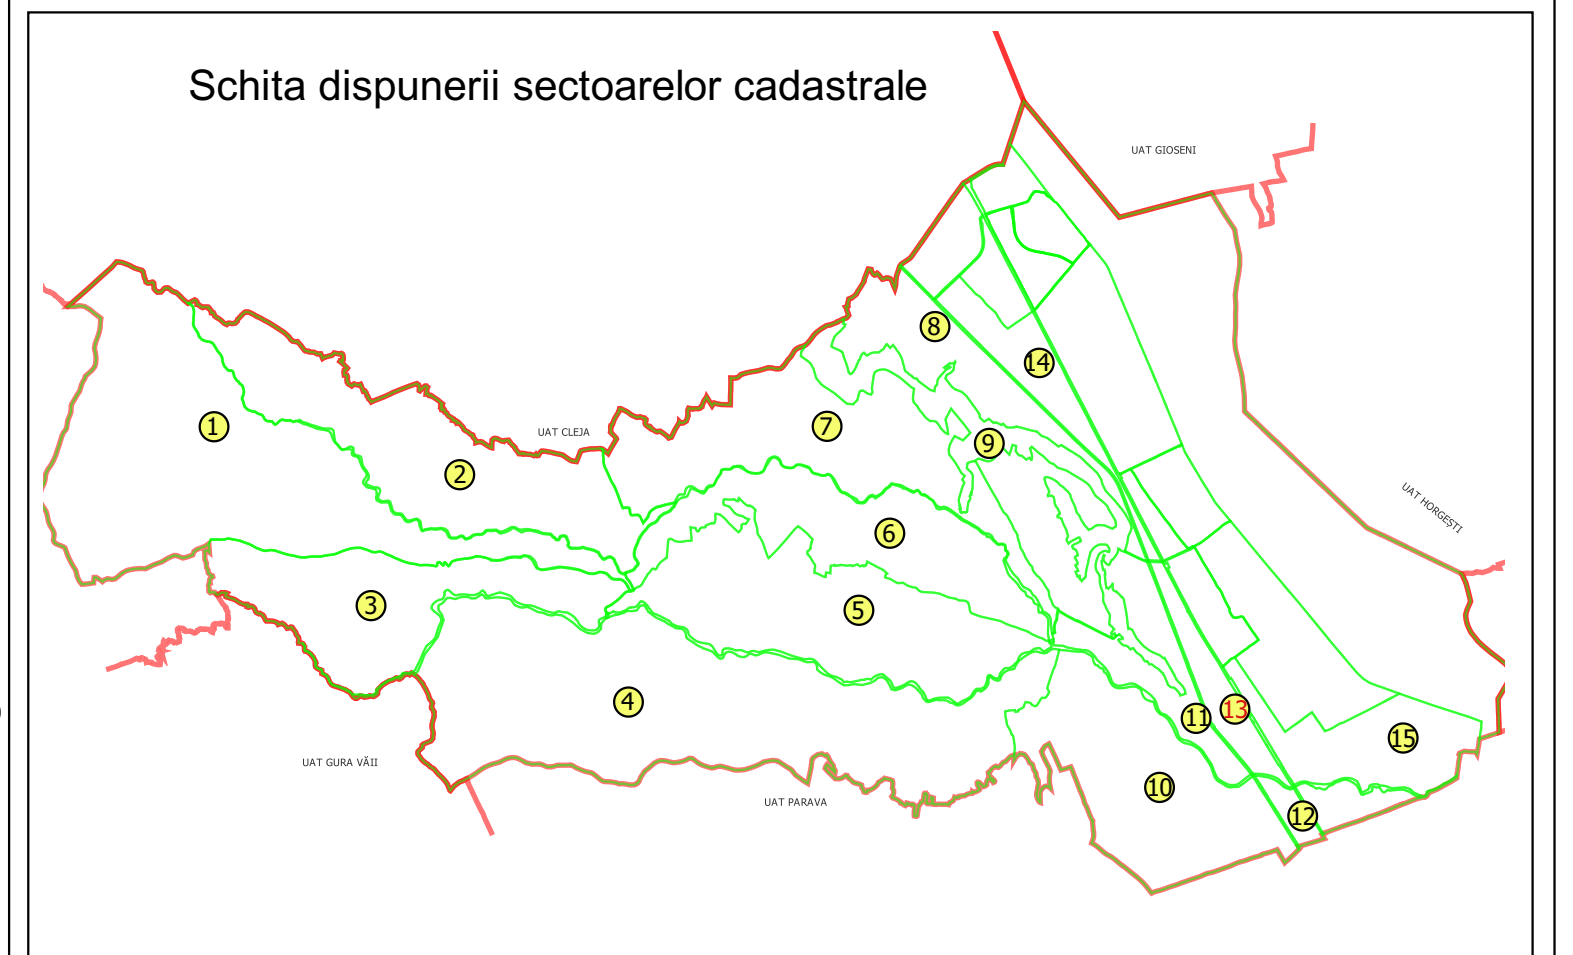 Schita dispunerii sectoarelor cadastrale
UAT GIOSENI
8
14
1
7
UAT CLEJA
9
2
UAT HORGEȘTI
6
3
5
4
13
11
15
UAT GURA VĂII
10
UAT PARAVA
12